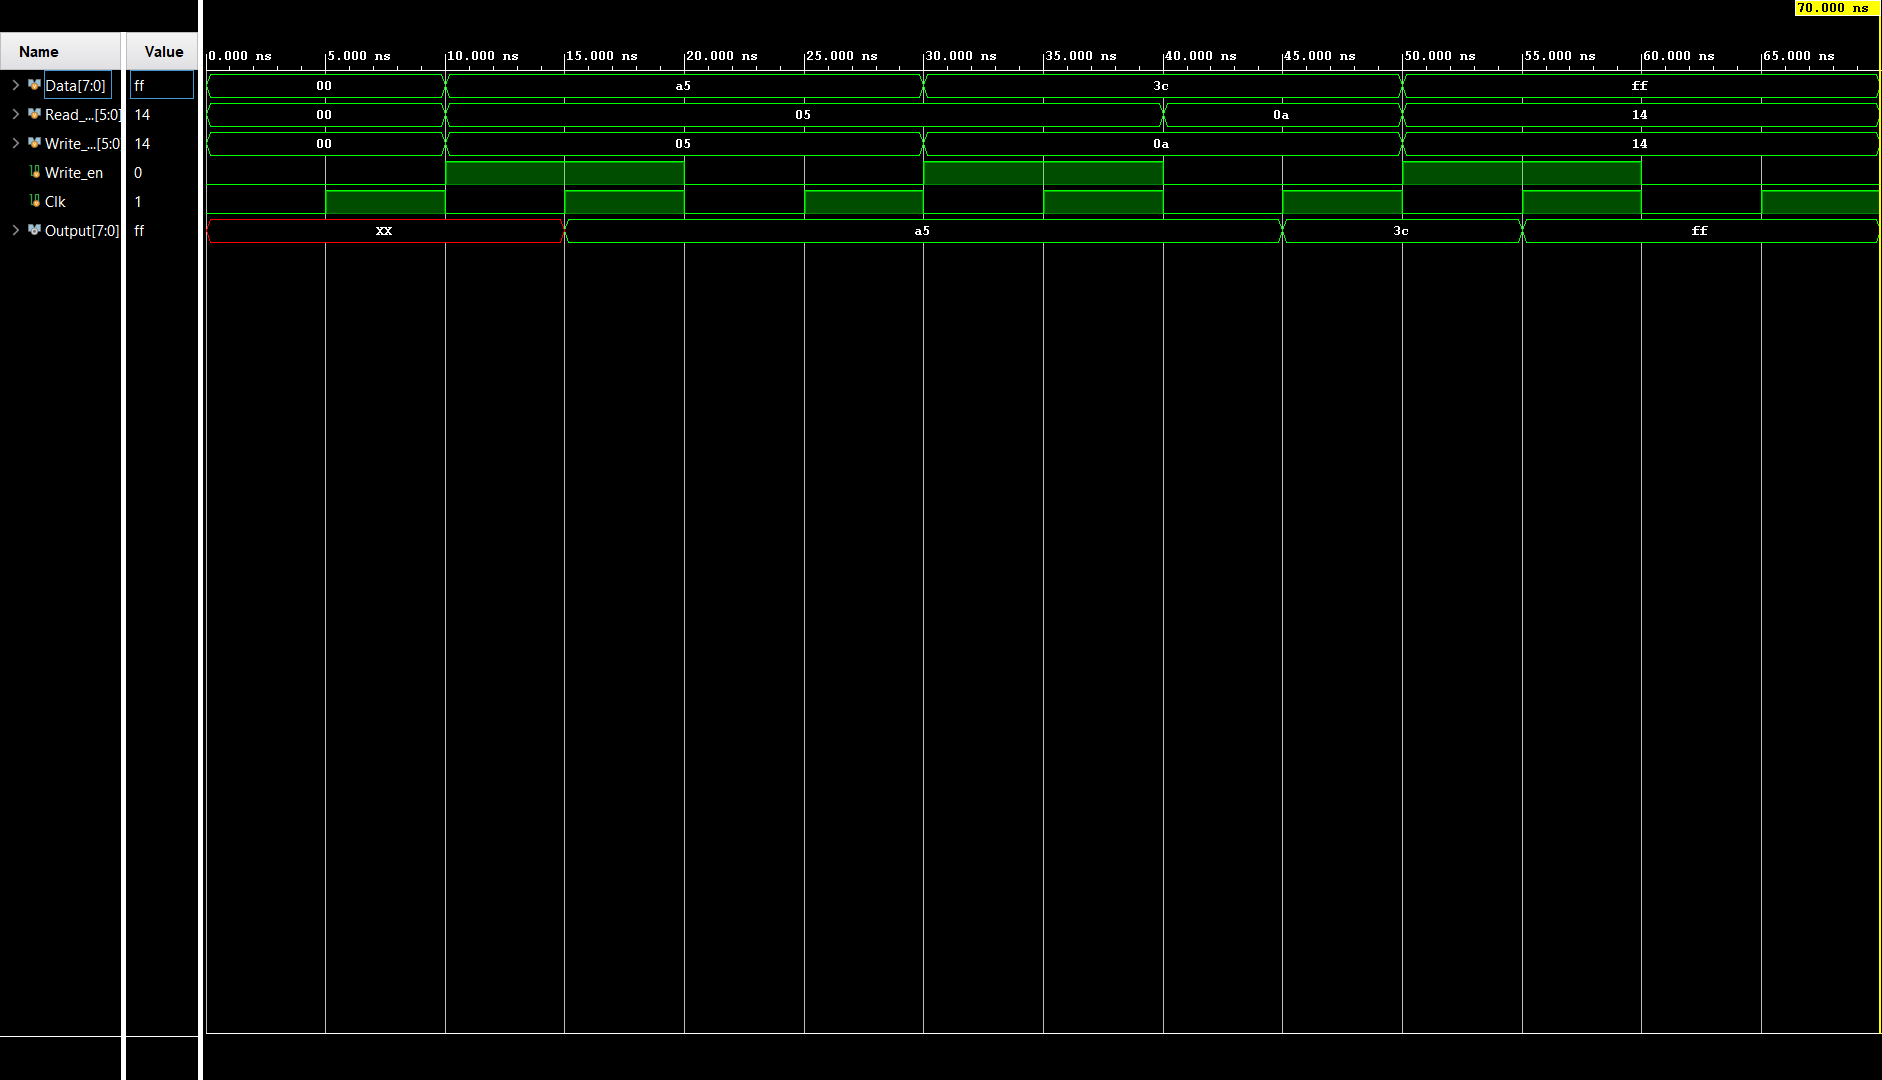 70.000 ns
Name Value
0.000 ns 5.000 ns 10.000 ns 15.000 ns 20.000 ns 25.000 ns 30.000 ns 35.000 ns 40.000 ns 45.000 ns 50.000 ns 55.000 ns 60.000 ns 65.000 ns
Data[7:0] ff 00 a5 3c ff
Read_...[5:0] 14 00 05 0a 14
Write_...[5:0 14 00 05 0a 14
Write_en 0
Clk 1
Output[7:0] ff XX a5 3c ff